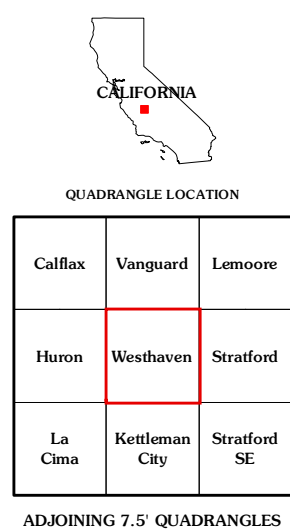 CALIFORNIA
QUADRANGLE LOCATION
Calflax Vanguard Lemoore
Huron Westhaven Stratford
La Kettleman Stratford
Cima City SE
ADJOINING 7.5' QUADRANGLES